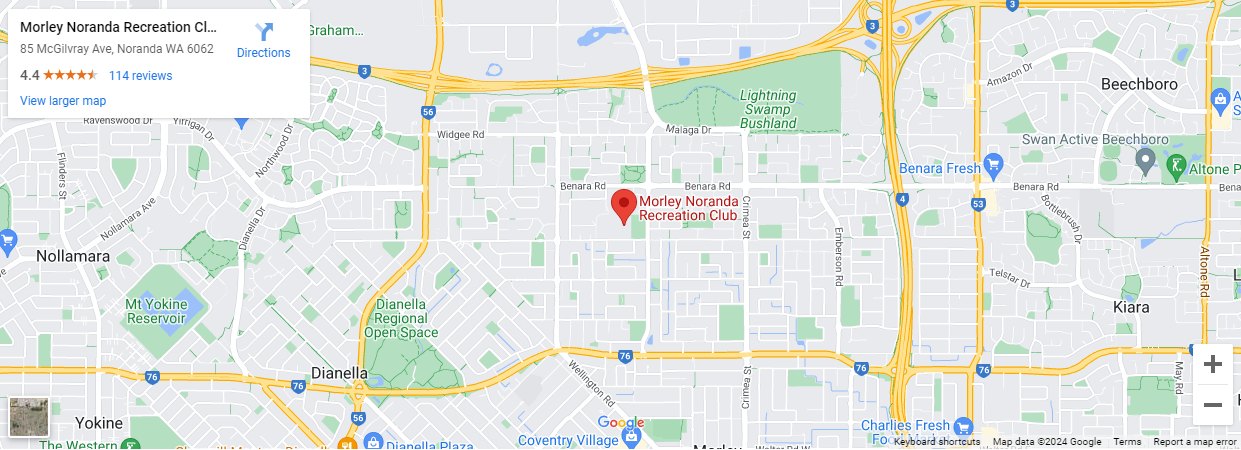 Morley Noranda Recreation Cl...
85 McGilvray Ave, Noranda WA 6062
Directions
4.4
114 reviews
View larger map
Graham...
3
3
3
4
56
Lightning
Swamp
Bushland
Amazon Dr
Beechboro
Ravenswood Dr
Yirrigan Dr
Northwood Dr
Widgee Rd
Malaga Dr
Swan Active Beechboro
Flinders St
Benara Fresh
Altone P
Benara Rd
Benara Rd
Benara Rd
Nollamara Ave
Dianella Dr
Morley Noranda
Recreation Club
Crimea St
4
53
Bottlebrush Dr
Emberson Rd
Nollamara
Altone Rd
Telstar Dr
Mt Yokine
Reservoir
Dianella
Regional
Open Space
Kiara
76
76
76
76
76
76
Dianella
Wellington Rd
Crimea St
May Rd
56
Yokine
Google
Charlies Fresh
The Western
Dianella Plaza
Coventry Village
Morley
Walter Rd W
Keyboard shortcuts
Map data ©2024 Google
Terms
Report a map error